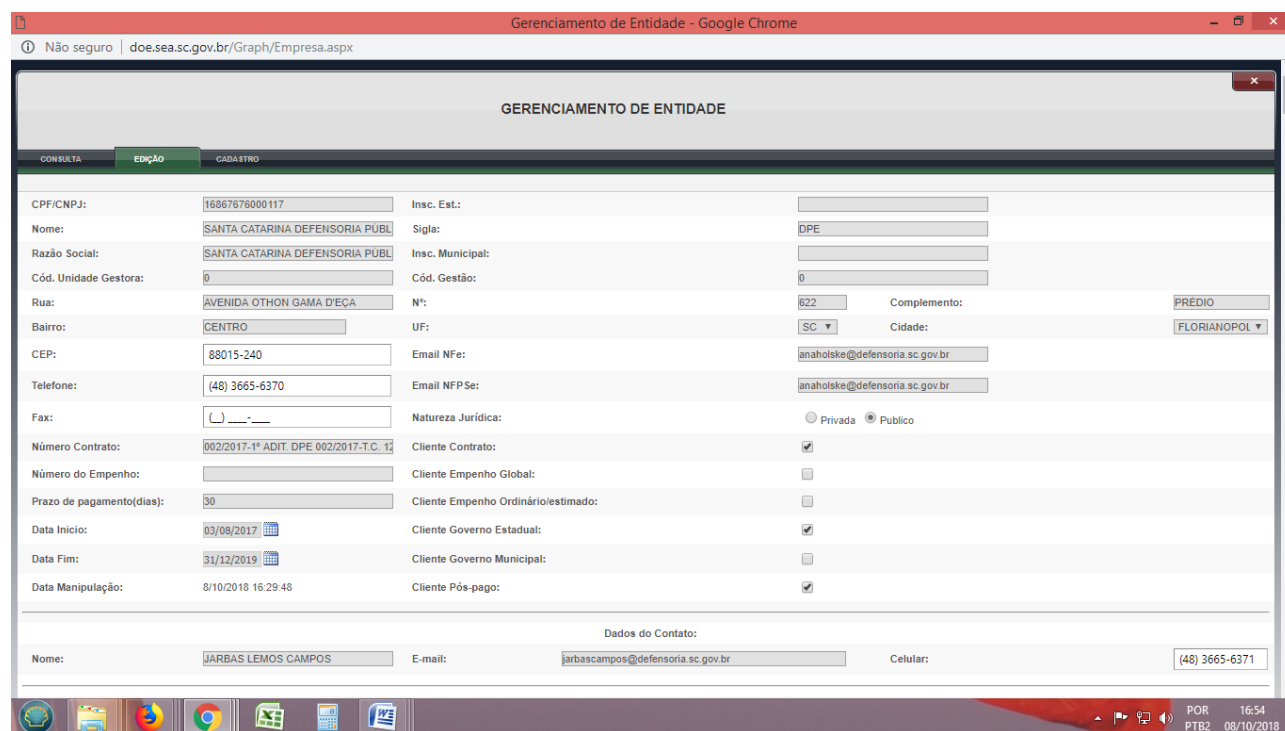 Gerenciamento de Entidade - Google Chrome
Não seguro | doe.sea.sc.gov.br/Graph/Empresa.aspx
GERENCIAMENTO DE ENTIDADE
CONSULTA EDIÇÃO CADASTRO
CPF/CNPJ: 16867676000117 Insc. Est.:
Nome: SANTA CATARINA DEFENSORIA PÚBL Sigla: DPE
Razão Social: SANTA CATARINA DEFENSORIA PÚBL Insc. Municipal:
Cód. Unidade Gestora: 0 Cód. Gestão: 0
Rua: AVENIDA OTHON GAMA D'EÇA Nº: 622 Complemento: PRÉDIO
Bairro: CENTRO UF: SC Cidade: FLORIANOPOL
CEP: 88015-240 Email NFe: anaholske@defensoria.sc.gov.br
Telefone: (48) 3665-6370 Email NFPSe: anaholske@defensoria.sc.gov.br
Fax: (__) ____-____ Natureza Jurídica: Privada Publico
Número Contrato: 002/2017-1º ADIT. DPE 002/2017-T.C. 12 Cliente Contrato:
Número do Empenho: Cliente Empenho Global:
Prazo de pagamento(dias): 30 Cliente Empenho Ordinário/estimado:
Data Inicio: 03/08/2017 Cliente Governo Estadual:
Data Fim: 31/12/2019 Cliente Governo Municipal:
Data Manipulação: 8/10/2018 16:29:48 Cliente Pós-pago:
Dados do Contato:
Nome: JARBAS LEMOS CAMPOS E-mail: jarbascampos@defensoria.sc.gov.br Celular: (48) 3665-6371
POR 16:54
PTB2 08/10/2018